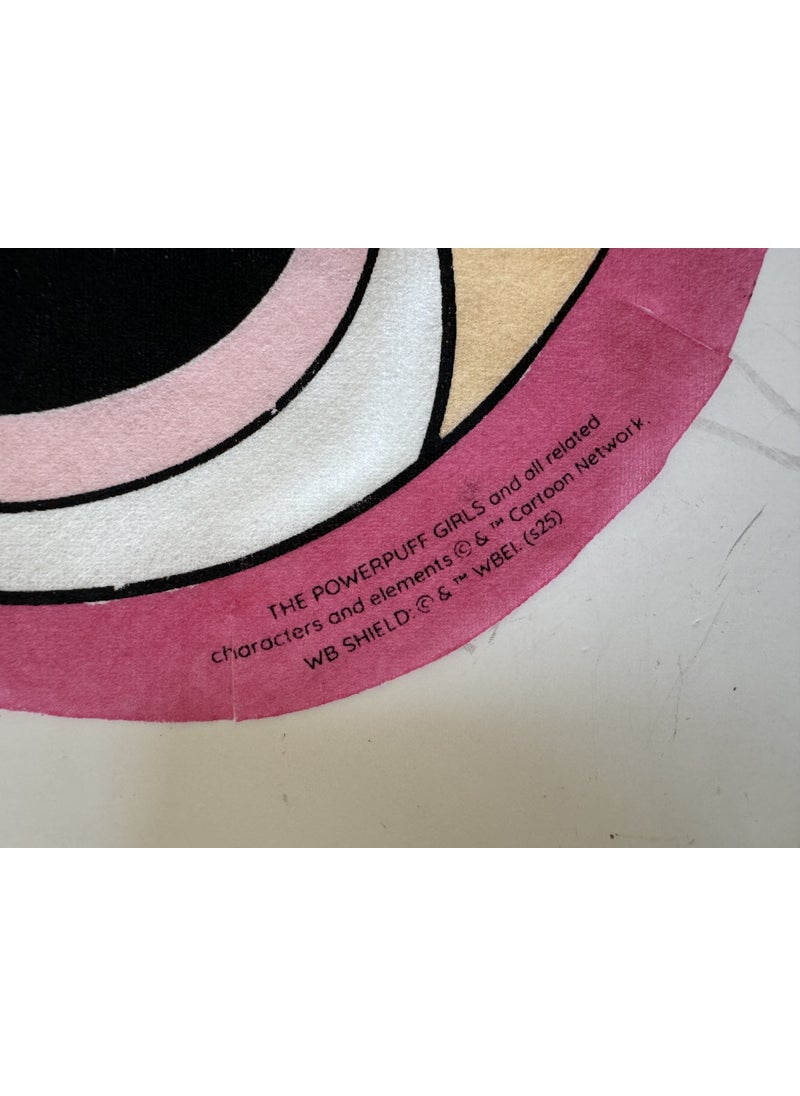 THE POWERPUFF GIRLS and all related
characters and elements © & ™ Cartoon Network.
WB SHIELD: © & ™ WBEI. (s25)